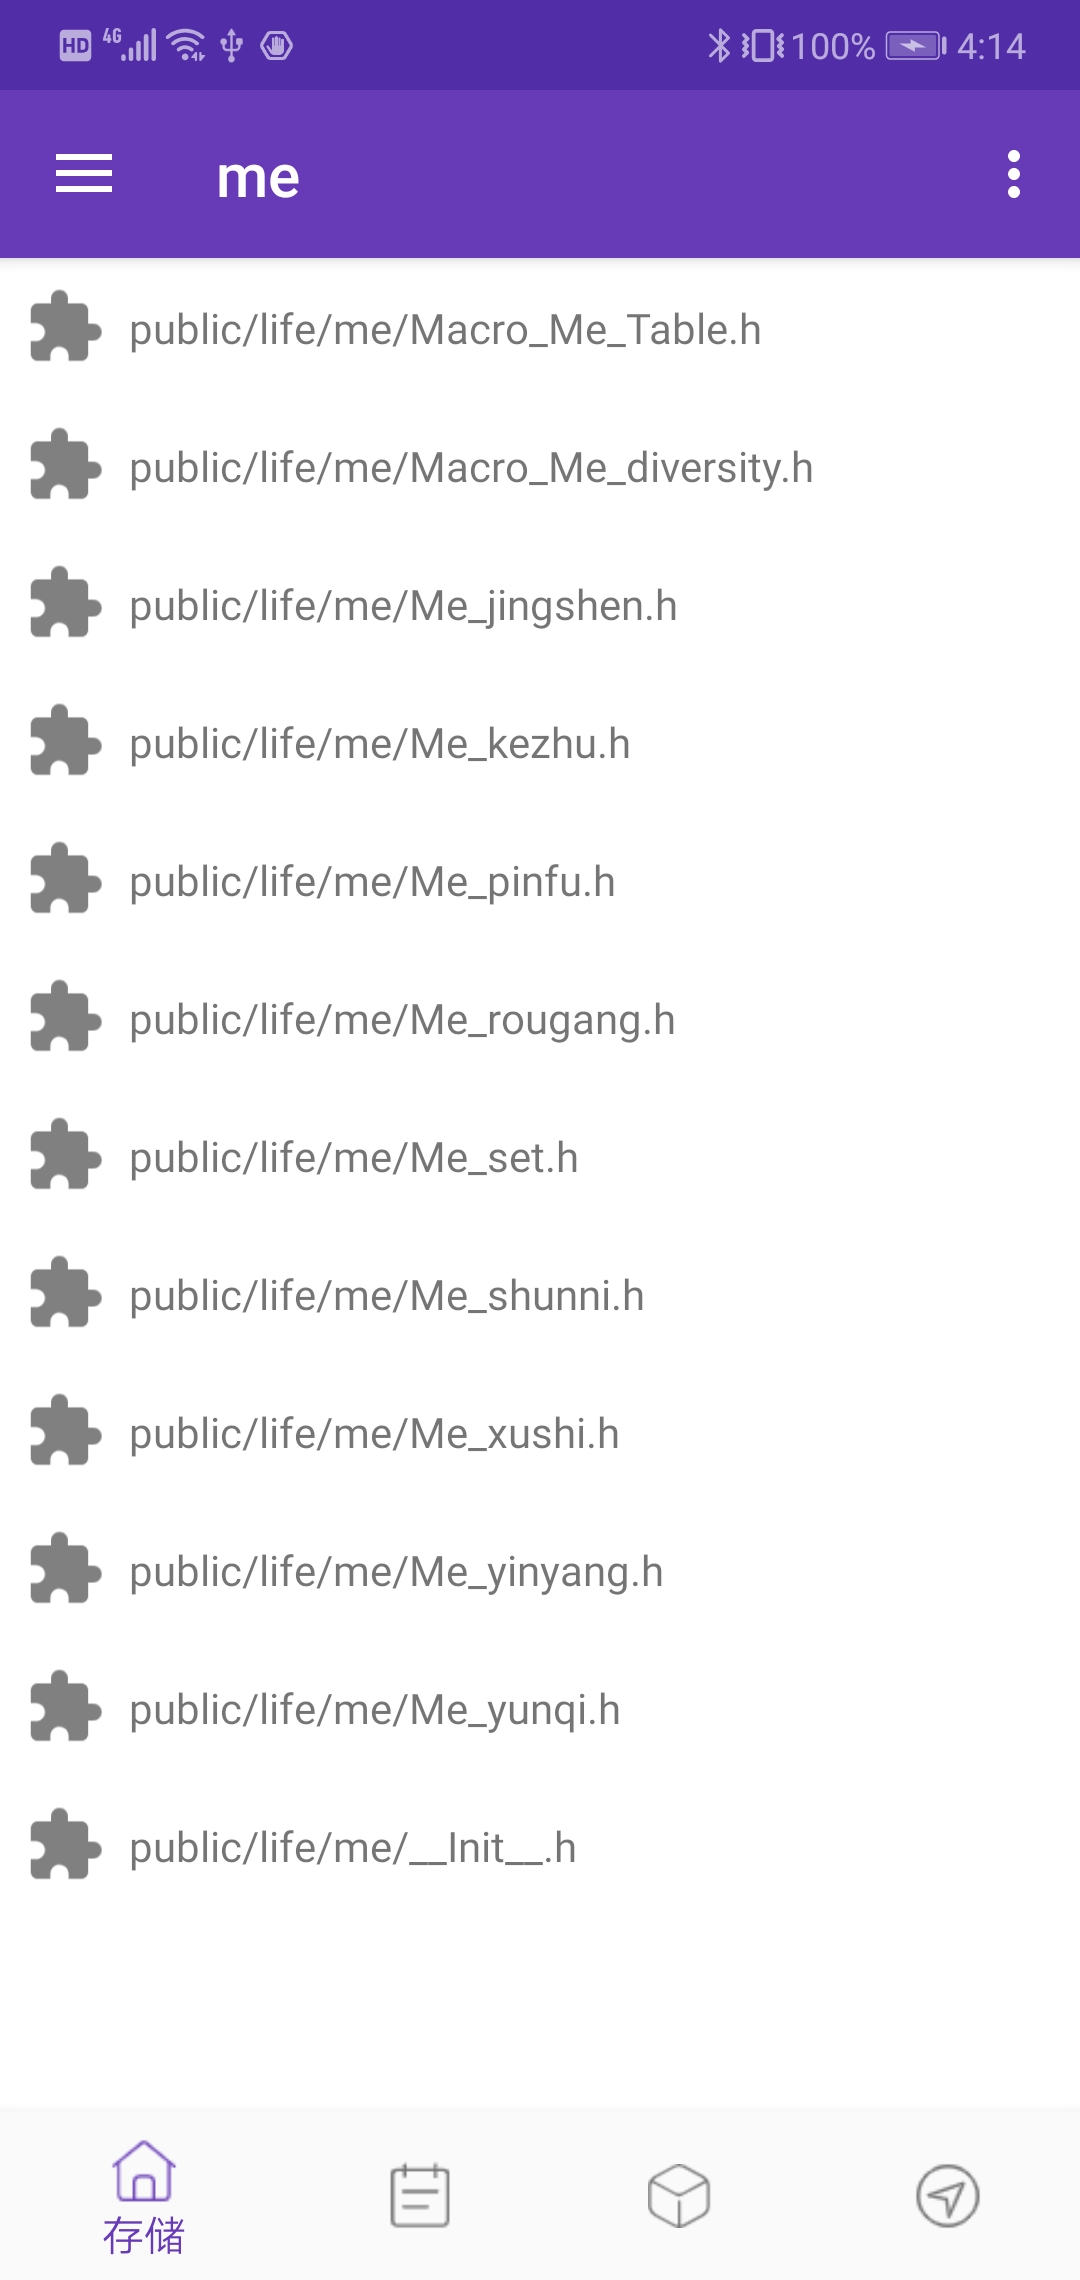 HD 4G 100% 4:14
me
public/life/me/Macro_Me_Table.h
public/life/me/Macro_Me_diversity.h
public/life/me/Me_jingshen.h
public/life/me/Me_kezhu.h
public/life/me/Me_pinfu.h
public/life/me/Me_rougang.h
public/life/me/Me_set.h
public/life/me/Me_shunni.h
public/life/me/Me_xushi.h
public/life/me/Me_yinyang.h
public/life/me/Me_yunqi.h
public/life/me/__Init__.h
存储